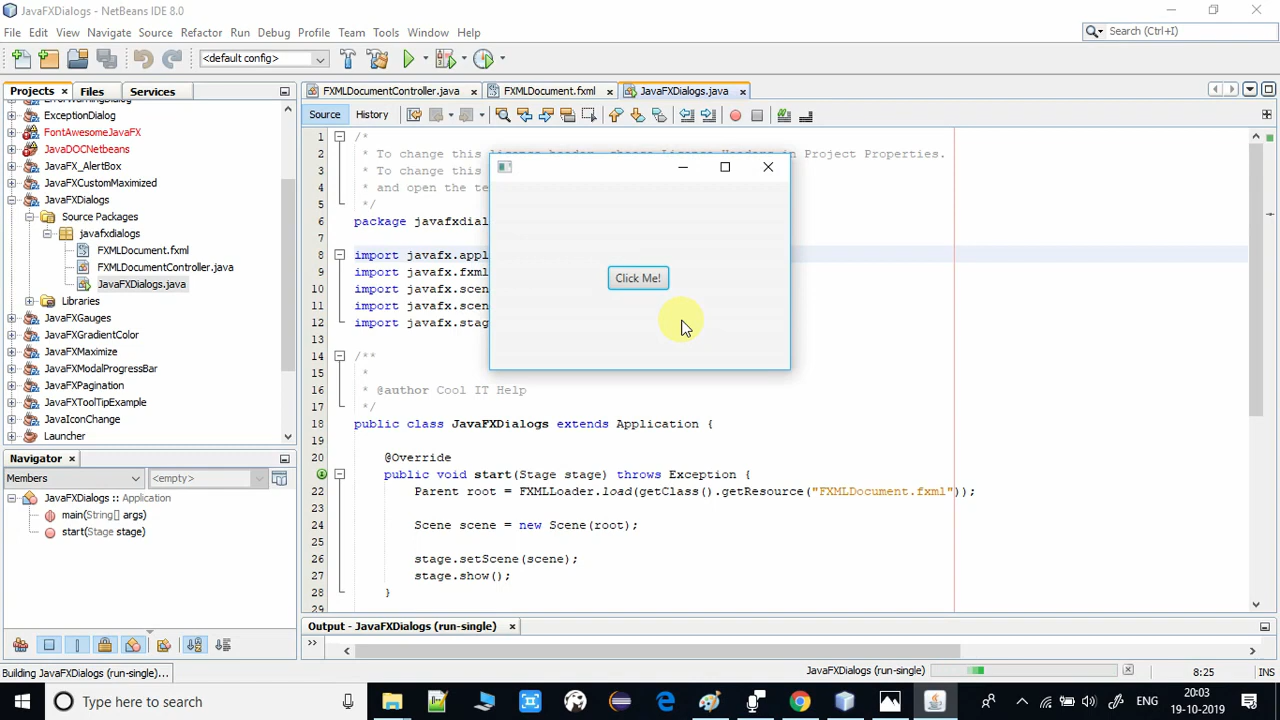 JavaFXDialogs - NetBeans IDE 8.0
File Edit View Navigate Source Refactor Run Debug Profile Team Tools Window Help
Search (Ctrl+I)
<default config>
Projects Files Services
FXMLDocumentController.java FXMLDocument.fxml JavaFXDialogs.java
Source History
ExceptionDialog
FontAwesomeJavaFX
JavaDOCNetbeans
JavaFX_AlertBox
JavaFXCustomMaximized
JavaFXDialogs
Source Packages
javafxdialogs
FXMLDocument.fxml
FXMLDocumentController.java
JavaFXDialogs.java
Libraries
JavaFXGauges
JavaFXGradientColor
JavaFXMaximize
JavaFXModalProgressBar
JavaFXPagination
JavaFXToolTipExample
JavaIconChange
Launcher
1 /*
2 * To change this license header, choose License Headers in Project Properties.
3 * To change this
4 * and open the te
5 */
6 package javafxdial
7
8 import javafx.appl
9 import javafx.fxml
10 import javafx.scen
11 import javafx.scen
12 import javafx.stag
13
14 /**
15 *
16 * @author Cool IT Help
17 */
18 public class JavaFXDialogs extends Application {
19
20 @Override
public void start(Stage stage) throws Exception {
22 Parent root = FXMLLoader.load(getClass().getResource("FXMLDocument.fxml"));
23
24 Scene scene = new Scene(root);
25
26 stage.setScene(scene);
27 stage.show();
28 }
29
Click Me!
Navigator
Members <empty>
JavaFXDialogs :: Application
main(String[] args)
start(Stage stage)
Output - JavaFXDialogs (run-single)
Building JavaFXDialogs (run-single)...
JavaFXDialogs (run-single)
8:25 INS
Type here to search
ENG
20:03
19-10-2019